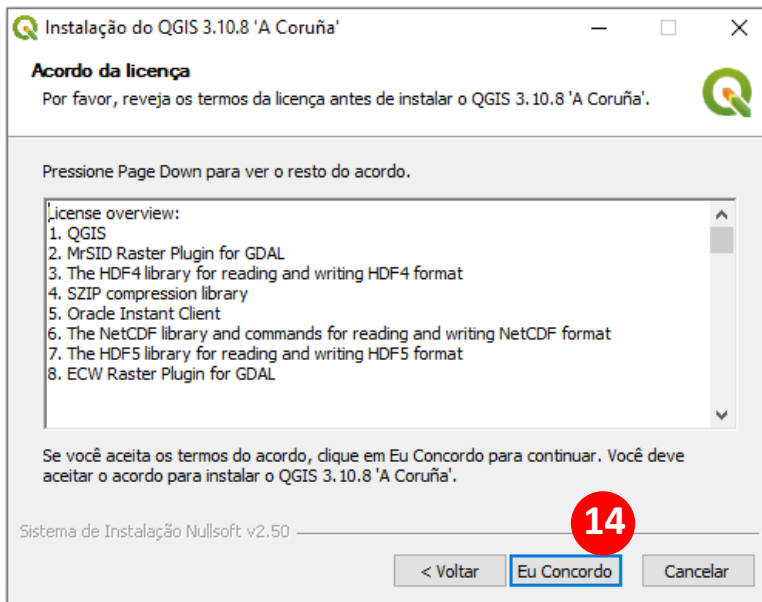 Instalação do QGIS 3.10.8 'A Coruña'
Acordo da licença
Por favor, reveja os termos da licença antes de instalar o QGIS 3.10.8 'A Coruña'.
Pressione Page Down para ver o resto do acordo.
License overview:
1. QGIS
2. MrSID Raster Plugin for GDAL
3. The HDF4 library for reading and writing HDF4 format
4. SZIP compression library
5. Oracle Instant Client
6. The NetCDF library and commands for reading and writing NetCDF format
7. The HDF5 library for reading and writing HDF5 format
8. ECW Raster Plugin for GDAL
Se você aceita os termos do acordo, clique em Eu Concordo para continuar. Você deve
aceitar o acordo para instalar o QGIS 3.10.8 'A Coruña'.
Sistema de Instalação Nullsoft v2.50
14
< Voltar Eu Concordo Cancelar